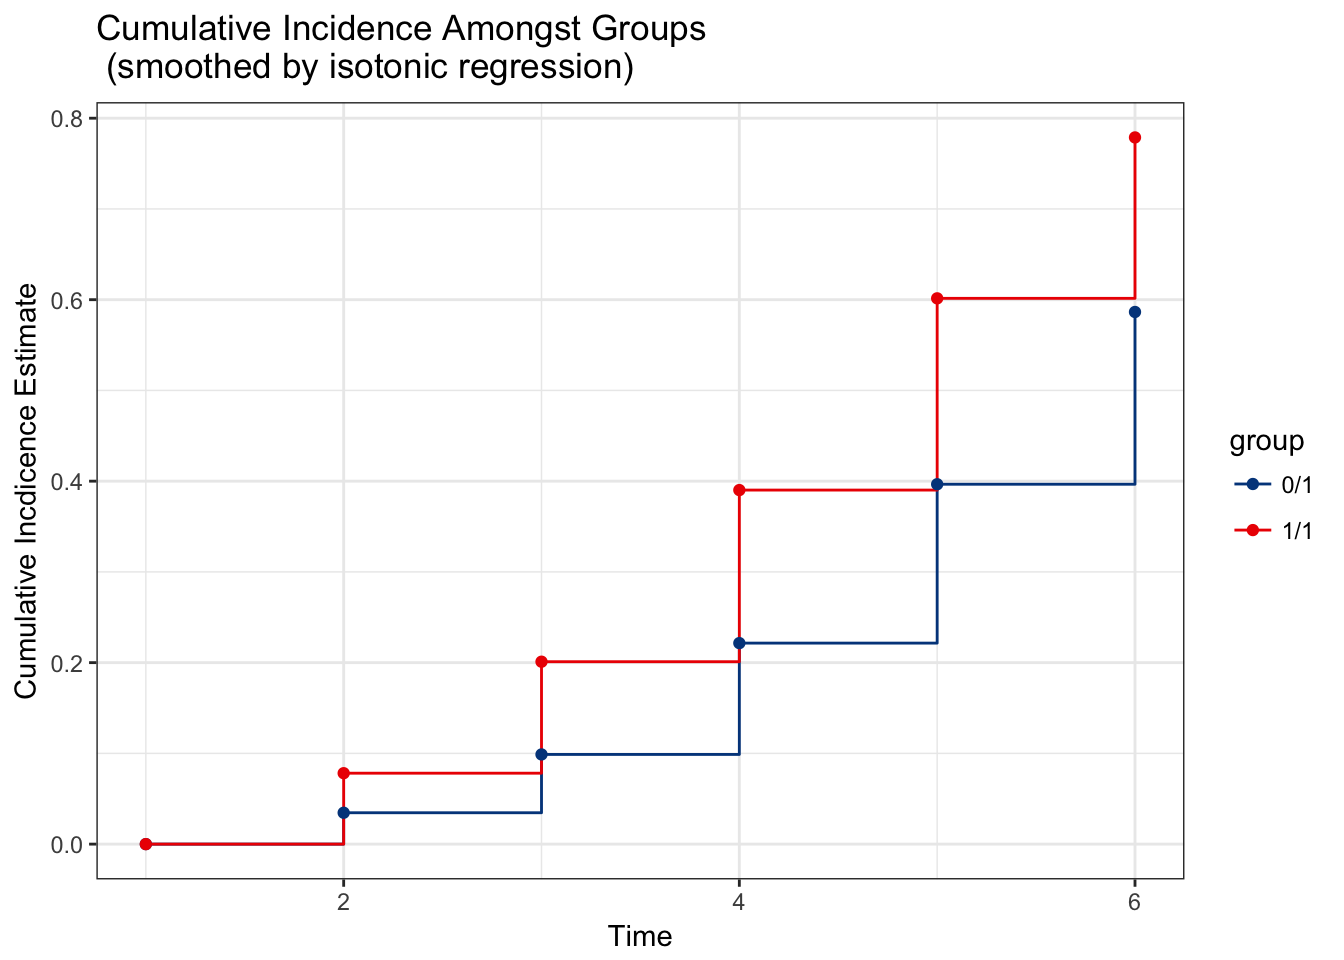 Cumulative Incidence Amongst Groups
(smoothed by isotonic regression)
0.8
0.6
0.4
0.2
0.0
Cumulative Incdicence Estimate
2
4
6
Time
group
0/1
1/1